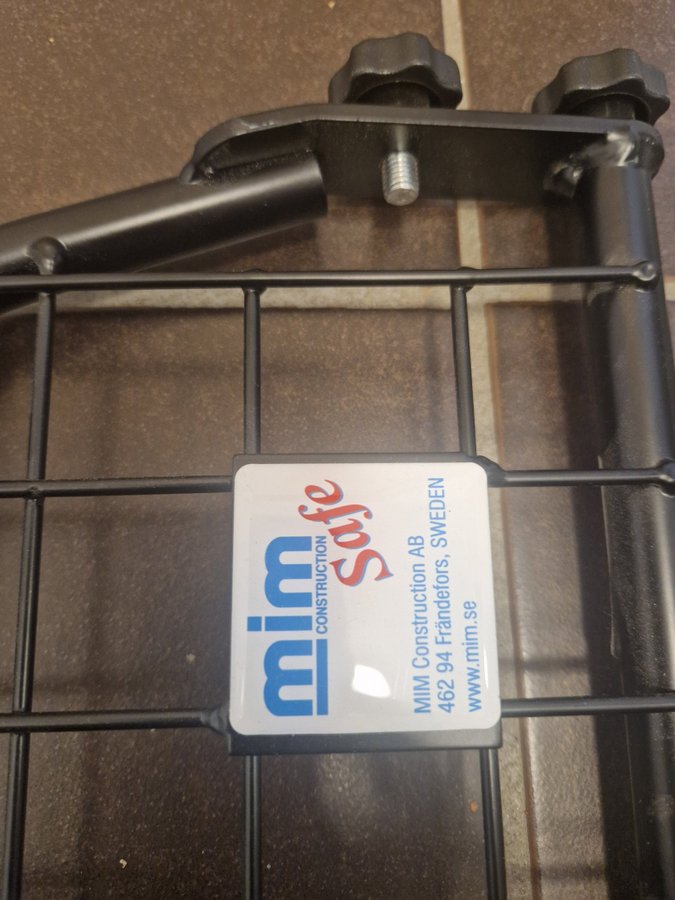 mim
CONSTRUCTION
Safe
MIM Construction AB
462 94 Frändefors, SWEDEN
www.mim.se